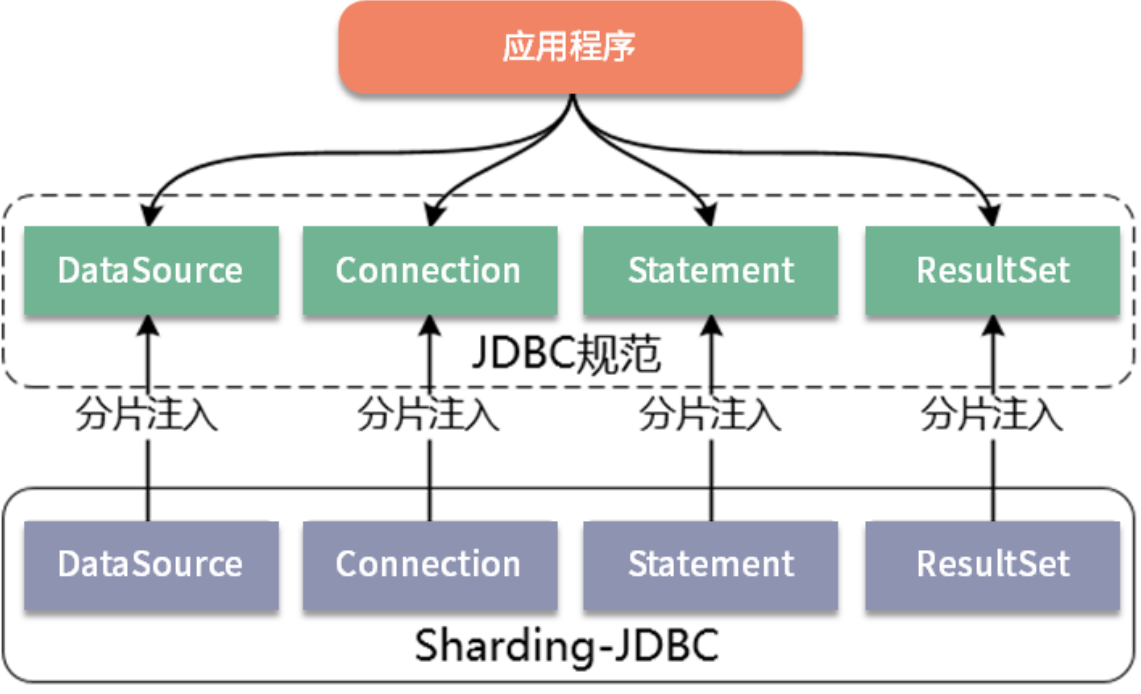 应用程序
DataSource Connection Statement ResultSet
JDBC规范
分片注入 分片注入 分片注入 分片注入
DataSource Connection Statement ResultSet
Sharding-JDBC